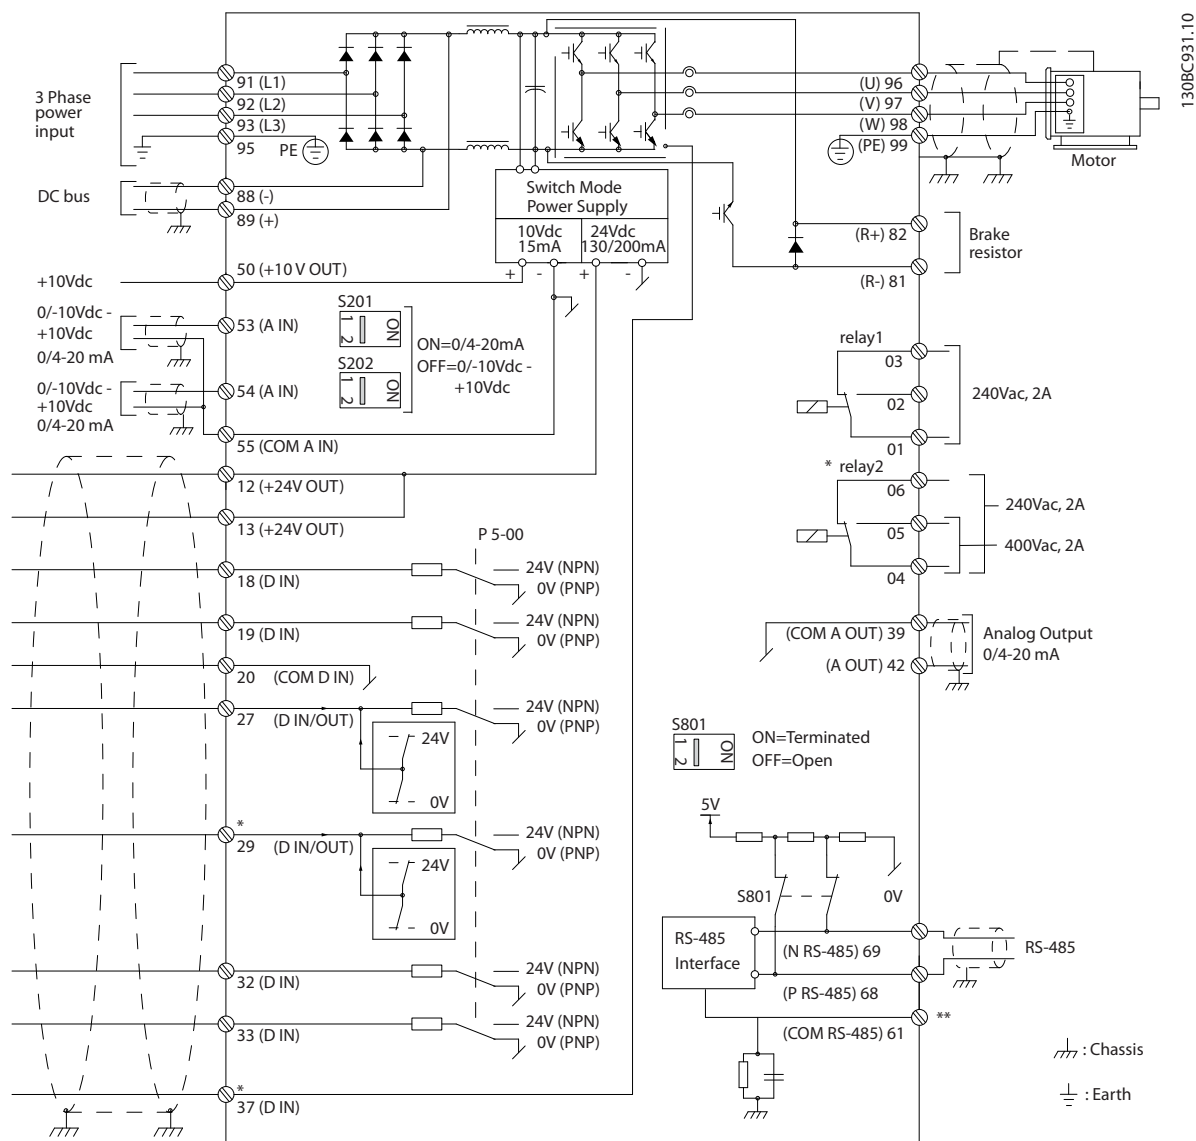 130BC931.10
3 Phase
power
input
91 (L1)
92 (L2)
93 (L3)
95
PE
DC bus
88 (-)
89 (+)
Switch Mode
Power Supply
10Vdc
15mA
24Vdc
130/200mA
+ - + -
(U) 96
(V) 97
(W) 98
(PE) 99
Motor
(R+) 82
(R-) 81
Brake
resistor
+10Vdc
50 (+10 V OUT)
0/-10Vdc -
+10Vdc
0/4-20 mA
53 (A IN)
0/-10Vdc -
+10Vdc
0/4-20 mA
54 (A IN)
55 (COM A IN)
S201
1
2
ON
S202
1
2
ON
ON=0/4-20mA
OFF=0/-10Vdc -
+10Vdc
relay1
03
02
01
240Vac, 2A
* relay2
06
05
04
240Vac, 2A
400Vac, 2A
12 (+24V OUT)
13 (+24V OUT)
P 5-00
18 (D IN)
24V (NPN)
0V (PNP)
19 (D IN)
24V (NPN)
0V (PNP)
20 (COM D IN)
27 (D IN/OUT)
24V (NPN)
0V (PNP)
24V
0V
*
29 (D IN/OUT)
24V (NPN)
0V (PNP)
24V
0V
32 (D IN)
24V (NPN)
0V (PNP)
33 (D IN)
24V (NPN)
0V (PNP)
*
37 (D IN)
(COM A OUT) 39
(A OUT) 42
Analog Output
0/4-20 mA
S801
1
2
ON
ON=Terminated
OFF=Open
5V
S801
0V
RS-485
Interface
(N RS-485) 69
(P RS-485) 68
(COM RS-485) 61
**
RS-485
: Chassis
: Earth